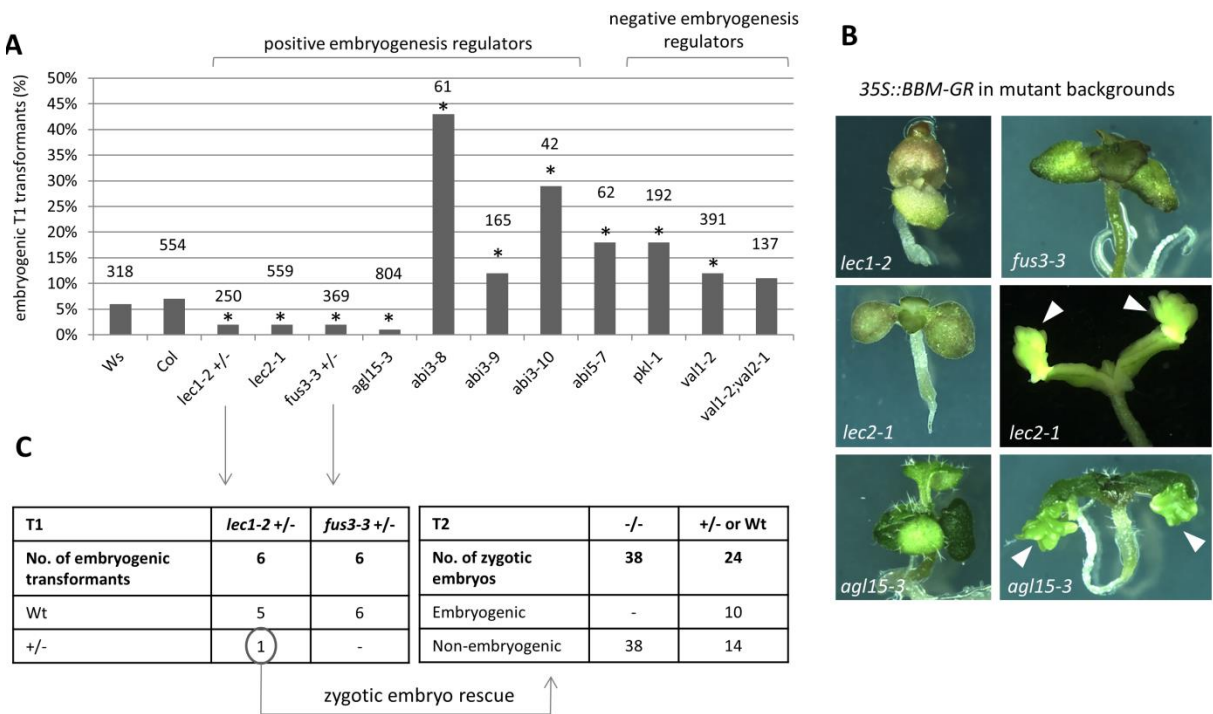 A
positive embryogenesis regulators
negative embryogenesis
regulators
embryogenic T1 transformants (%)
50%
45%
40%
35%
30%
25%
20%
15%
10%
5%
0%
318
554
250
*
559
*
369
*
804
*
61
*
165
*
42
*
62
*
192
*
391
*
137
Ws
Col
lec1-2 +/-
lec2-1
fus3-3 +/-
agl15-3
abi3-8
abi3-9
abi3-10
abi5-7
pkl-1
val1-2
val1-2;val2-1
B
35S::BBM-GR in mutant backgrounds
lec1-2
fus3-3
lec2-1
lec2-1
agl15-3
agl15-3
C
T1 lec1-2 +/- fus3-3 +/-
No. of embryogenic
transformants 6 6
Wt 5 6
+/- 1 -
T2 -/- +/- or Wt
No. of zygotic
embryos 38 24
Embryogenic - 10
Non-embryogenic 38 14
zygotic embryo rescue